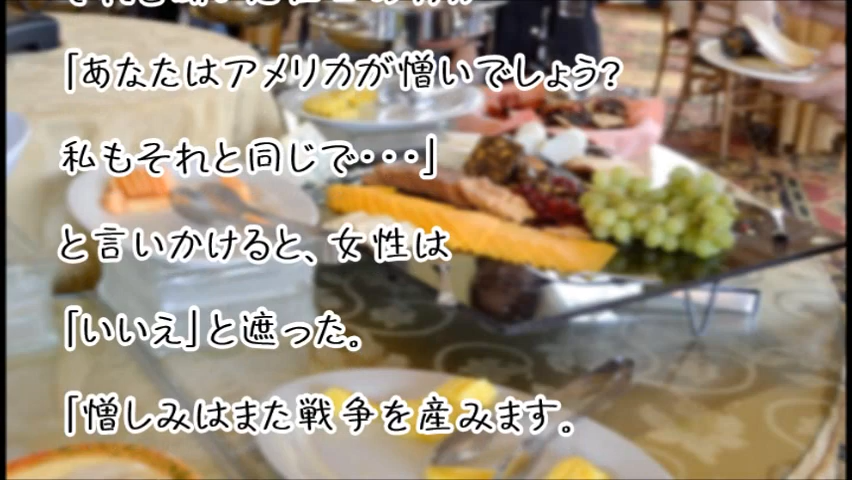 「あなたはアメリカが憎いでしょう?
私もそれと同じで・・・」
と言いかけると、女性は
「いいえ」と遮った。
「憎しみはまた戦争を産みます。